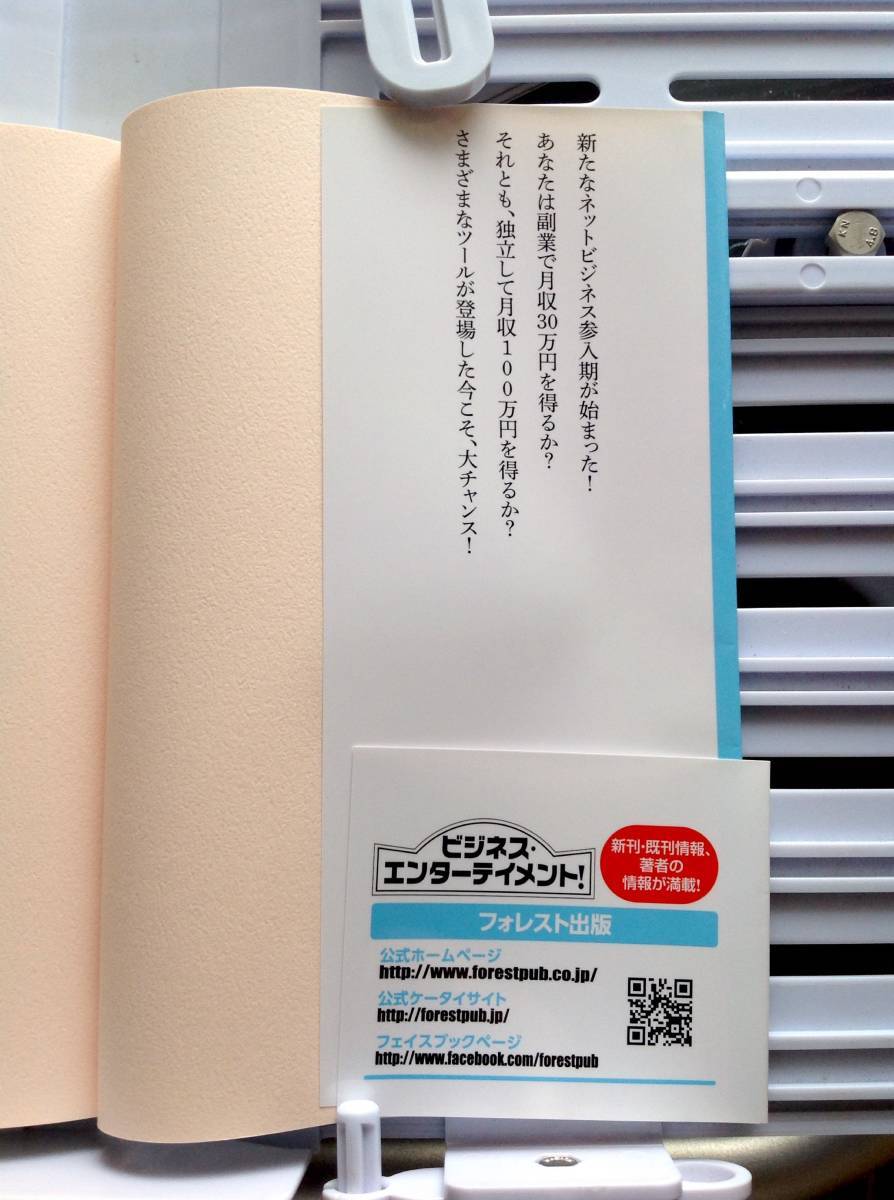 新たなネットビジネス参入期が始まった！
あなたは副業で月収30万円を得るか？
それとも、独立して月収１００万円を得るか？
さまざまなツールが登場した今こそ、大チャンス！
KN
4.8
ビジネス・
エンターテイメント!
新刊・既刊情報、
著者の
情報が満載!
フォレスト出版
公式ホームページ
http://www.forestpub.co.jp/
公式ケータイサイト
http://forestpub.jp/
フェイスブックページ
http://www.facebook.com/forestpub